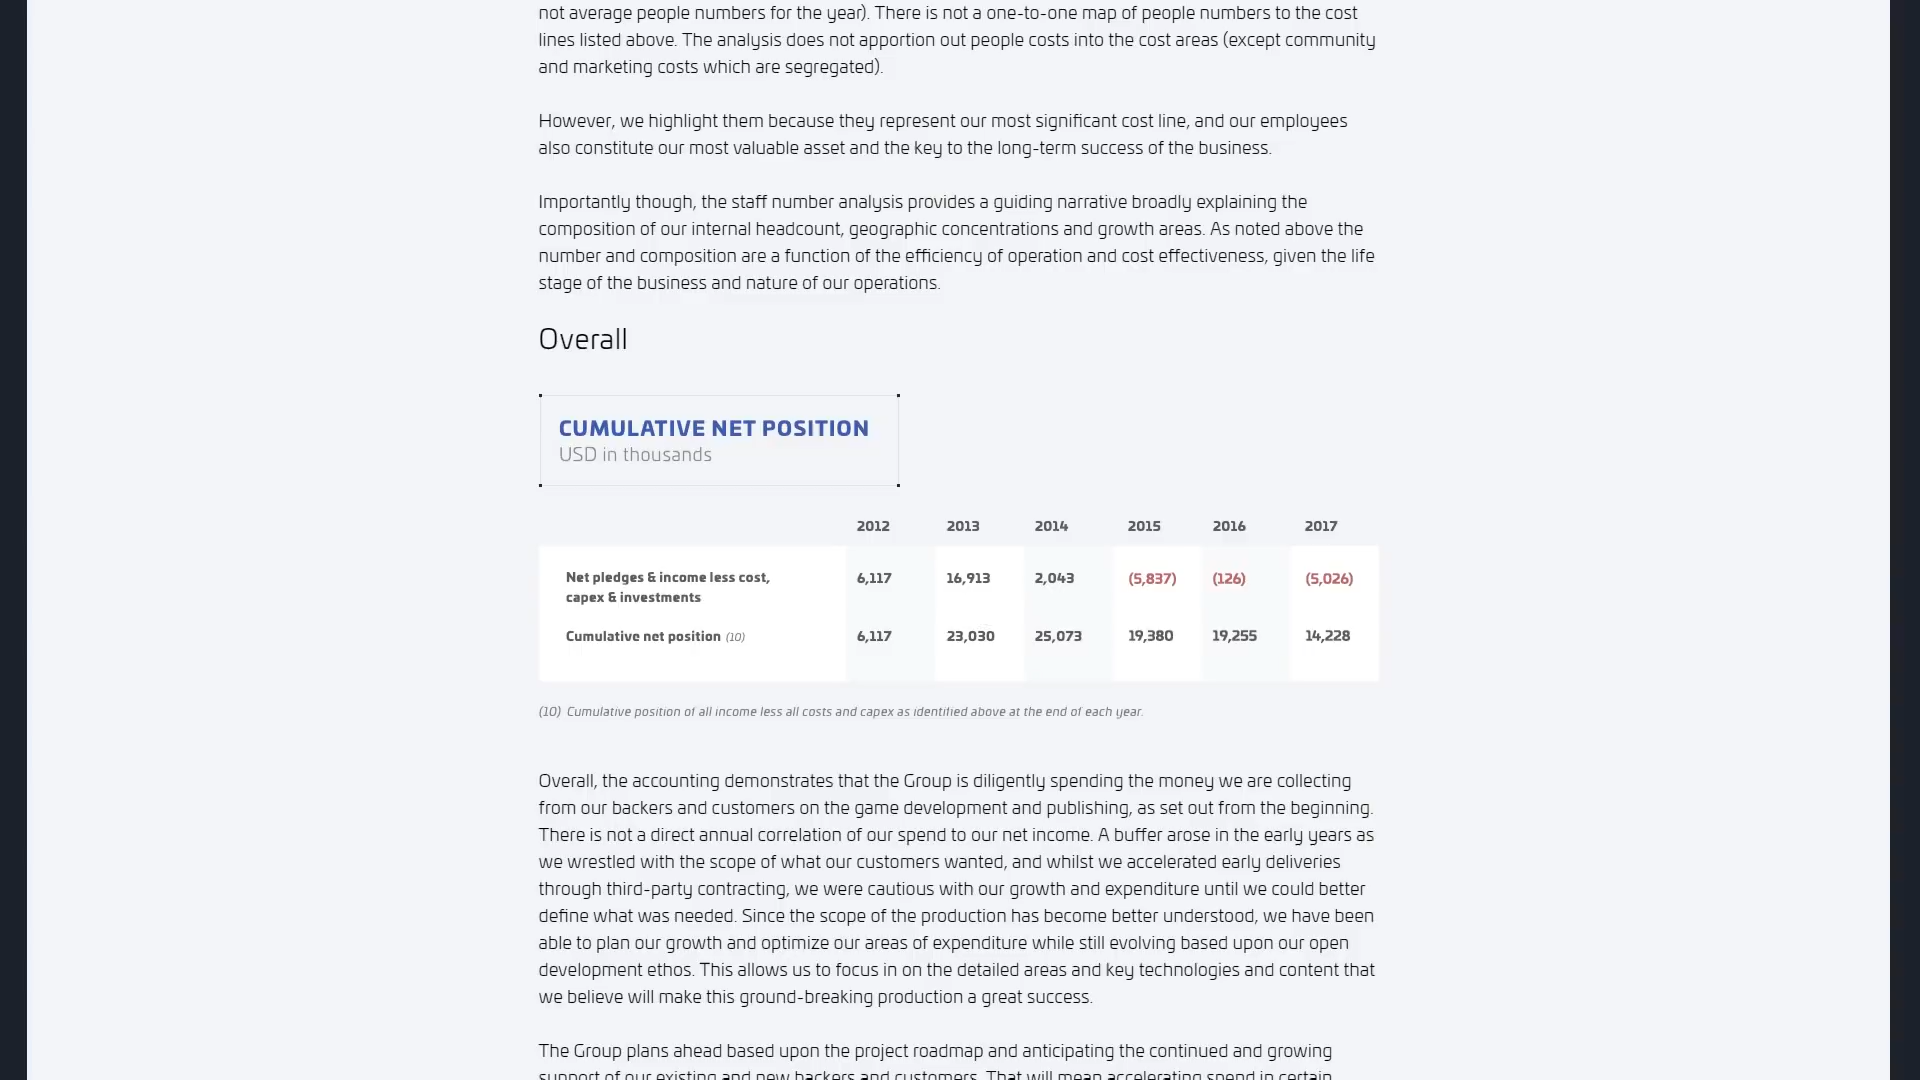 not average people numbers for the year). There is not a one-to-one map of people numbers to the cost
lines listed above. The analysis does not apportion out people costs into the cost areas (except community
and marketing costs which are segregated).
However, we highlight them because they represent our most significant cost line, and our employees
also constitute our most valuable asset and the key to the long-term success of the business.
Importantly though, the staff number analysis provides a guiding narrative broadly explaining the
composition of our internal headcount, geographic concentrations and growth areas. As noted above the
number and composition are a function of the efficiency of operation and cost effectiveness, given the life
stage of the business and nature of our operations.
Overall
CUMULATIVE NET POSITION
USD in thousands
2012 2013 2014 2015 2016 2017
Net pledges & income less cost, 6,117 16,913 2,043 (5,837) (126) (5,026)
capex & investments
Cumulative net position (10) 6,117 23,030 25,073 19,380 19,255 14,228
(10) Cumulative position of all income less all costs and capex as identified above at the end of each year.
Overall, the accounting demonstrates that the Group is diligently spending the money we are collecting
from our backers and customers on the game development and publishing, as set out from the beginning.
There is not a direct annual correlation of our spend to our net income. A buffer arose in the early years as
we wrestled with the scope of what our customers wanted, and whilst we accelerated early deliveries
through third-party contracting, we were cautious with our growth and expenditure until we could better
define what was needed. Since the scope of the production has become better understood, we have been
able to plan our growth and optimize our areas of expenditure while still evolving based upon our open
development ethos. This allows us to focus in on the detailed areas and key technologies and content that
we believe will make this ground-breaking production a great success.
The Group plans ahead based upon the project roadmap and anticipating the continued and growing
support of our existing and new backers and customers. That will mean accelerating spend in certain